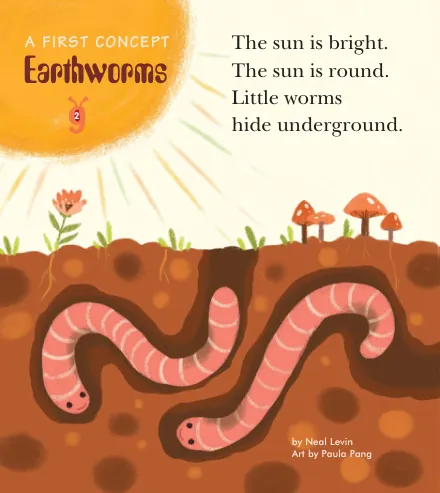 A FIRST CONCEPT
Earthworms
2
The sun is bright.
The sun is round.
Little worms
hide underground.
by Neal Levin
Art by Paula Pang